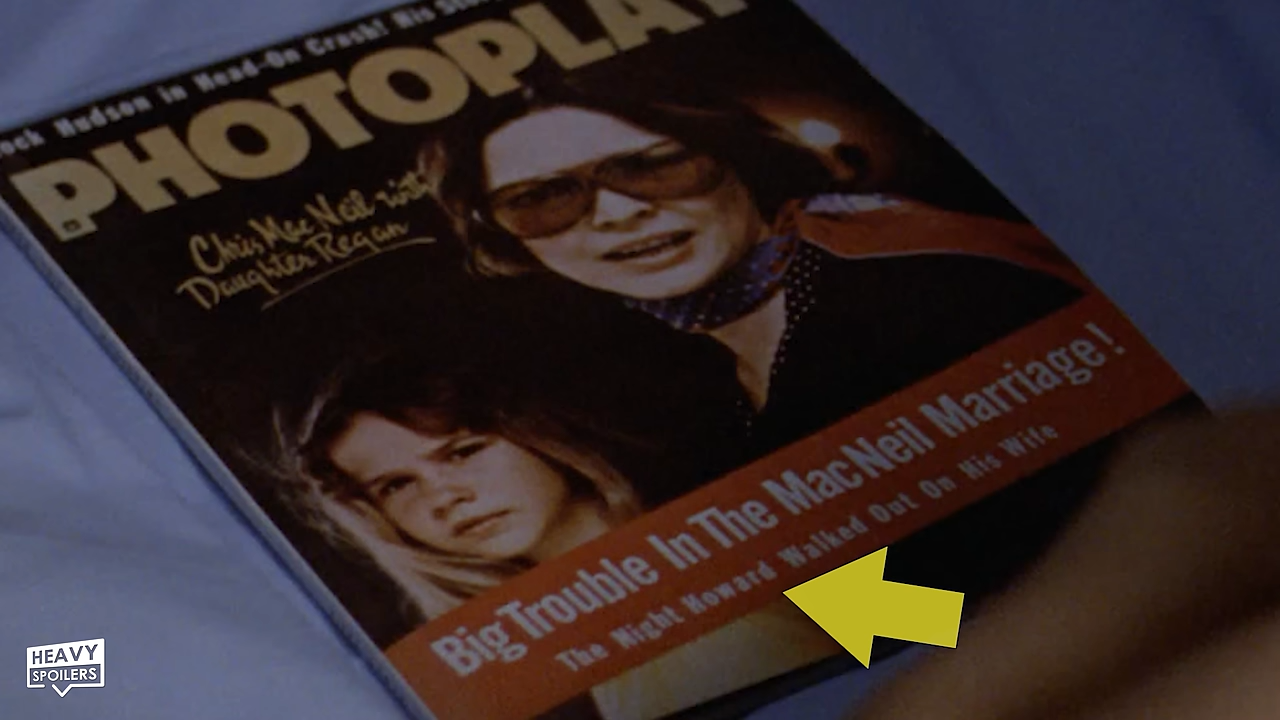 Hudson in Head-On Crash! His
PHOTOPLAY
Chris MacNeil with
Daughter Regan
Big Trouble In The MacNeil Marriage!
The Night Howard Walked Out On His Wife
HEAVY
SPOILERS